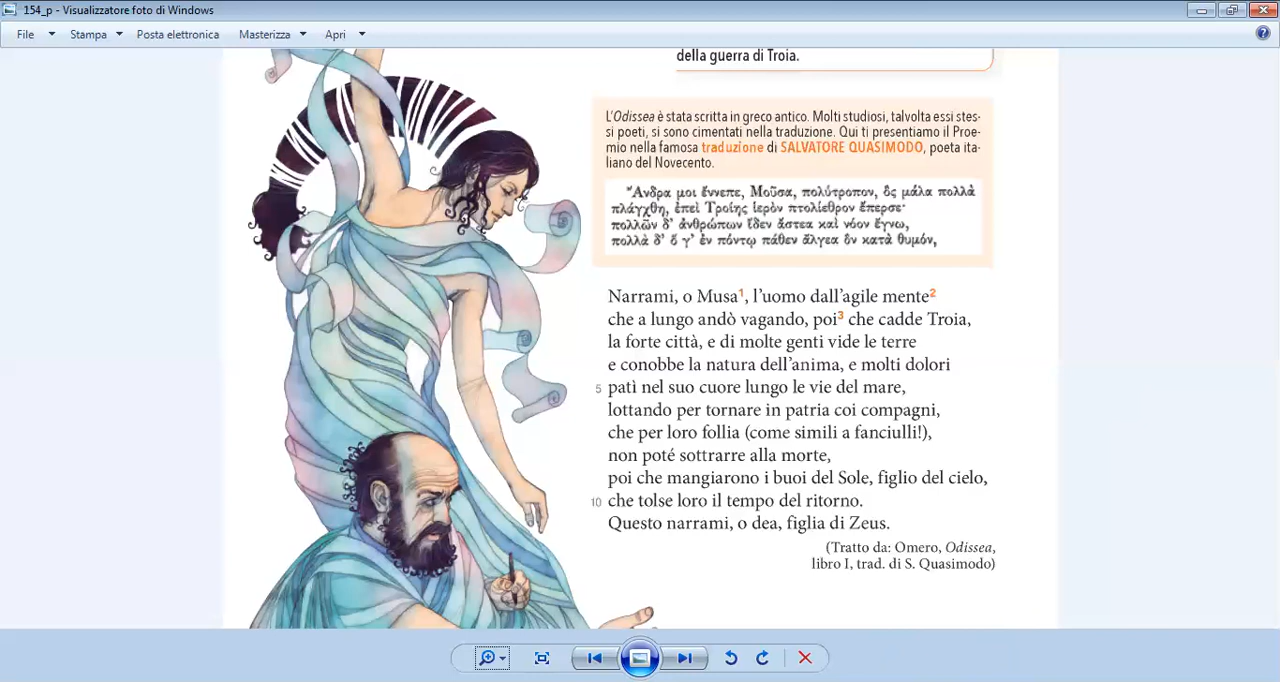 154_p - Visualizzatore foto di Windows
File Stampa Posta elettronica Masterizza Apri
della guerra di Troia.
L'Odissea è stata scritta in greco antico. Molti studiosi, talvolta essi stes-
si poeti, si sono cimentati nella traduzione. Qui ti presentiamo il Proe-
mio nella famosa traduzione di SALVATORE QUASIMODO, poeta ita-
liano del Novecento.
Ἄνδρα μοι ἔννεπε, Μοῦσα, πολύτροπον, ὃς μάλα πολλὰ
πλάγχθη, ἐπεὶ Τροίης ἱερὸν πτολίεθρον ἔπερσε·
πολλῶν δ' ἀνθρώπων ἴδεν ἄστεα καὶ νόον ἔγνω,
πολλὰ δ' ὅ γ' ἐν πόντῳ πάθεν ἄλγεα ὃν κατὰ θυμόν,
Narrami, o Musa1, l'uomo dall'agile mente2
che a lungo andò vagando, poi3 che cadde Troia,
la forte città, e di molte genti vide le terre
e conobbe la natura dell'anima, e molti dolori
5 patì nel suo cuore lungo le vie del mare,
lottando per tornare in patria coi compagni,
che per loro follia (come simili a fanciulli!),
non poté sottrarre alla morte,
poi che mangiarono i buoi del Sole, figlio del cielo,
10 che tolse loro il tempo del ritorno.
Questo narrami, o dea, figlia di Zeus.
(Tratto da: Omero, Odissea,
libro I, trad. di S. Quasimodo)